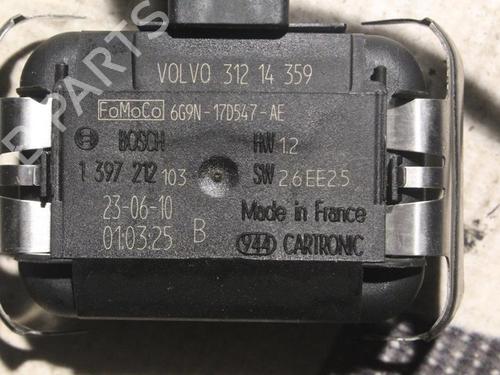 VOLVO 312 14 359
FoMoCo 6G9N-17D547-AE
BOSCH HW 1.2
1 397 212 103 SW 2.6EE2.5
23-06-10 Made in France
01:03:25 B 944 CARTRONIC